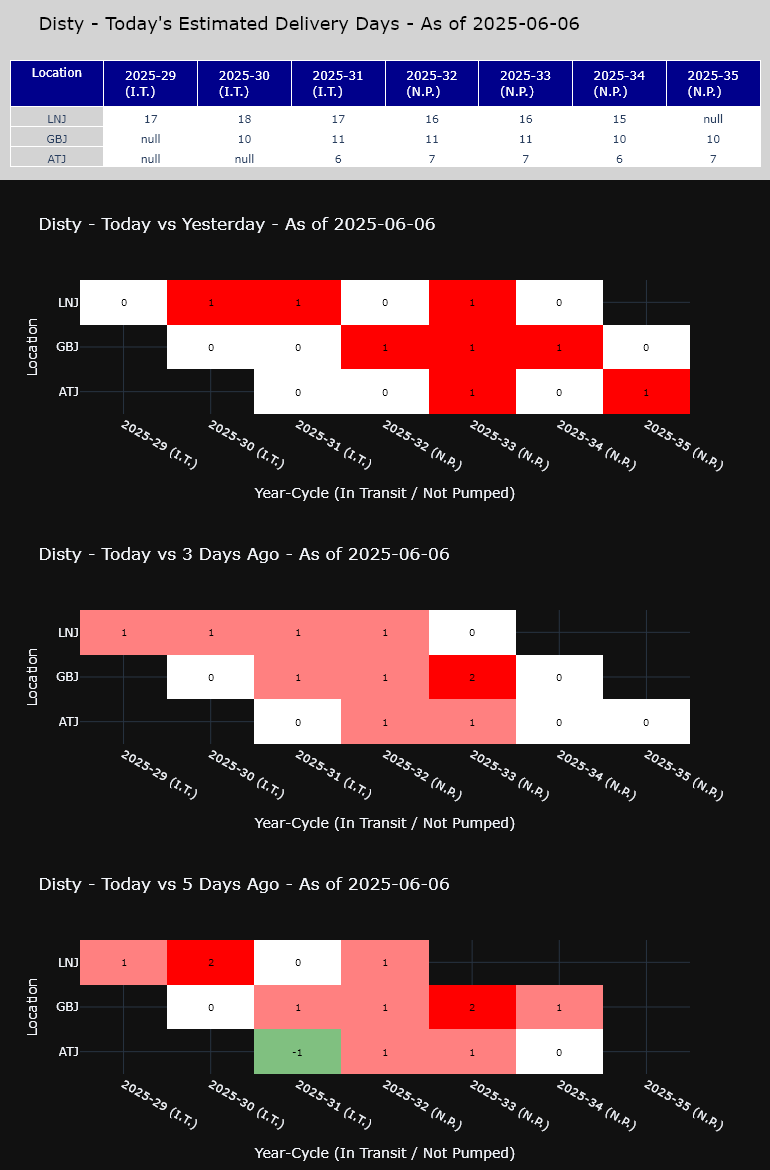 Disty - Today's Estimated Delivery Days - As of 2025-06-06
Location 2025-29 (I.T.) 2025-30 (I.T.) 2025-31 (I.T.) 2025-32 (N.P.) 2025-33 (N.P.) 2025-34 (N.P.) 2025-35 (N.P.)
LNJ 17 18 17 16 16 15 null
GBJ null 10 11 11 11 10 10
ATJ null null 6 7 7 6 7
Disty - Today vs Yesterday - As of 2025-06-06
Location
LNJ 0 1 1 0 1 0
GBJ 0 0 1 1 1 0
ATJ 0 0 1 0 1
2025-29 (I.T.) 2025-30 (I.T.) 2025-31 (I.T.) 2025-32 (N.P.) 2025-33 (N.P.) 2025-34 (N.P.) 2025-35 (N.P.)
Year-Cycle (In Transit / Not Pumped)
Disty - Today vs 3 Days Ago - As of 2025-06-06
Location
LNJ 1 1 1 1 0
GBJ 0 1 1 2 0
ATJ 0 1 1 0 0
2025-29 (I.T.) 2025-30 (I.T.) 2025-31 (I.T.) 2025-32 (N.P.) 2025-33 (N.P.) 2025-34 (N.P.) 2025-35 (N.P.)
Year-Cycle (In Transit / Not Pumped)
Disty - Today vs 5 Days Ago - As of 2025-06-06
Location
LNJ 1 2 0 1
GBJ 0 1 1 2 1
ATJ -1 1 1 0
2025-29 (I.T.) 2025-30 (I.T.) 2025-31 (I.T.) 2025-32 (N.P.) 2025-33 (N.P.) 2025-34 (N.P.) 2025-35 (N.P.)
Year-Cycle (In Transit / Not Pumped)